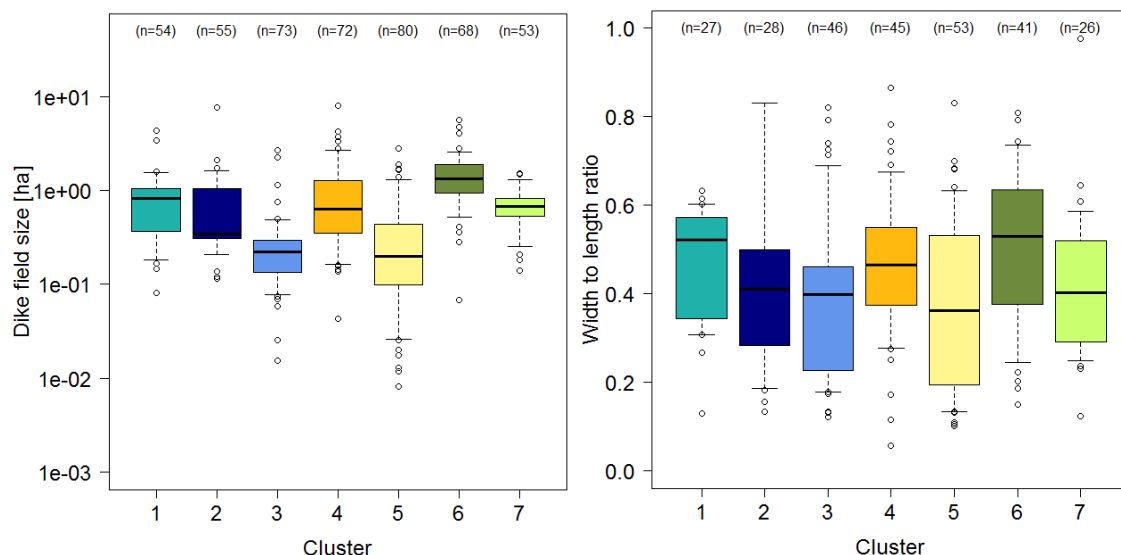 (n=54) (n=55) (n=73) (n=72) (n=80) (n=68) (n=53)
1e+01
1e+00
1e-01
1e-02
1e-03
Dike field size [ha]
1 2 3 4 5 6 7
Cluster
(n=27) (n=28) (n=46) (n=45) (n=53) (n=41) (n=26)
1.0
0.8
0.6
0.4
0.2
0.0
Width to length ratio
1 2 3 4 5 6 7
Cluster